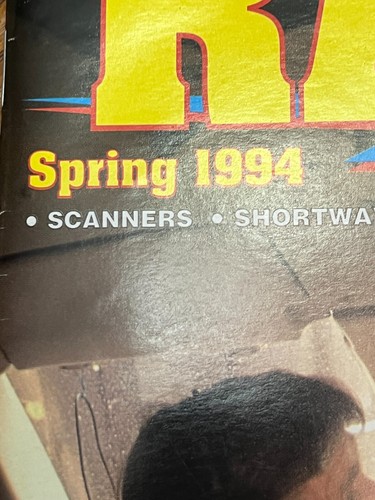 Spring 1994
• SCANNERS • SHORTWA